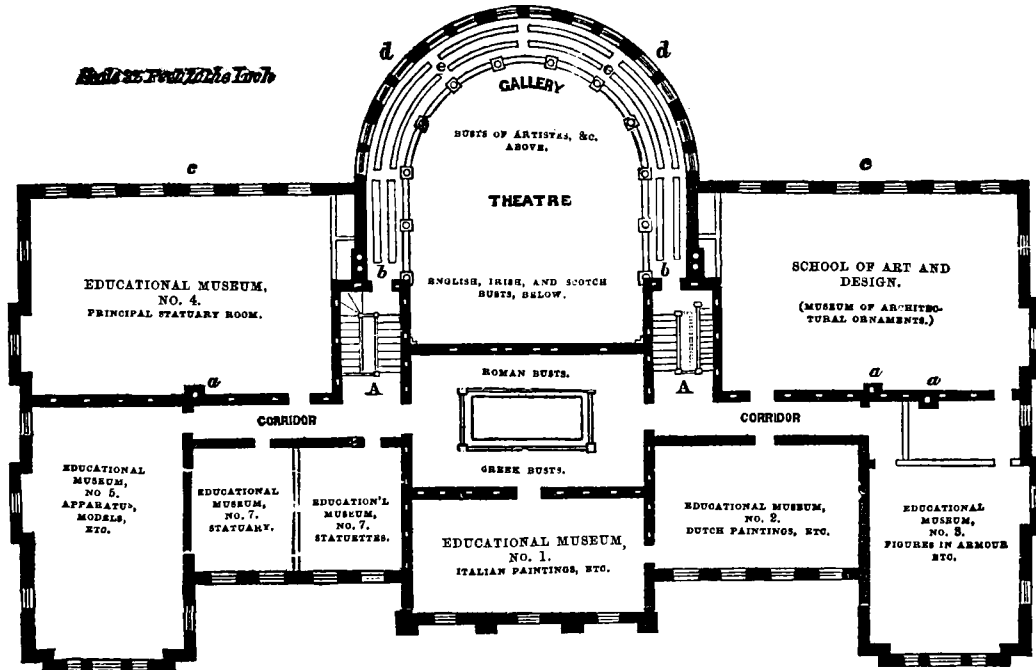 d
d
e
e
GALLERY
BUSTS OF ARTISTES, &c.
ABOVE.
THEATRE
ENGLISH, IRISH, AND SCOTCH
BUSTS, BELOW.
c
e
b
b
EDUCATIONAL MUSEUM,
NO. 4.
PRINCIPAL STATUARY ROOM.
SCHOOL OF ART AND
DESIGN.
(MUSEUM OF ARCHITEC-
TURAL ORNAMENTS.)
a
A
ROMAN BUSTS.
A
a
a
CORRIDOR
CORRIDOR
GREEK BUSTS.
EDUCATIONAL
MUSEUM,
NO 5.
APPARATUS,
MODELS,
ETC.
EDUCATIONAL
MUSEUM,
NO. 7.
STATUARY.
EDUCATION'L
MUSEUM,
NO. 7.
STATUETTES.
EDUCATIONAL MUSEUM,
NO. 1.
ITALIAN PAINTINGS, ETC.
EDUCATIONAL MUSEUM,
NO. 2.
DUTCH PAINTINGS, ETC.
EDUCATIONAL
MUSEUM,
NO. 3.
FIGURES IN ARMOUR
ETC.